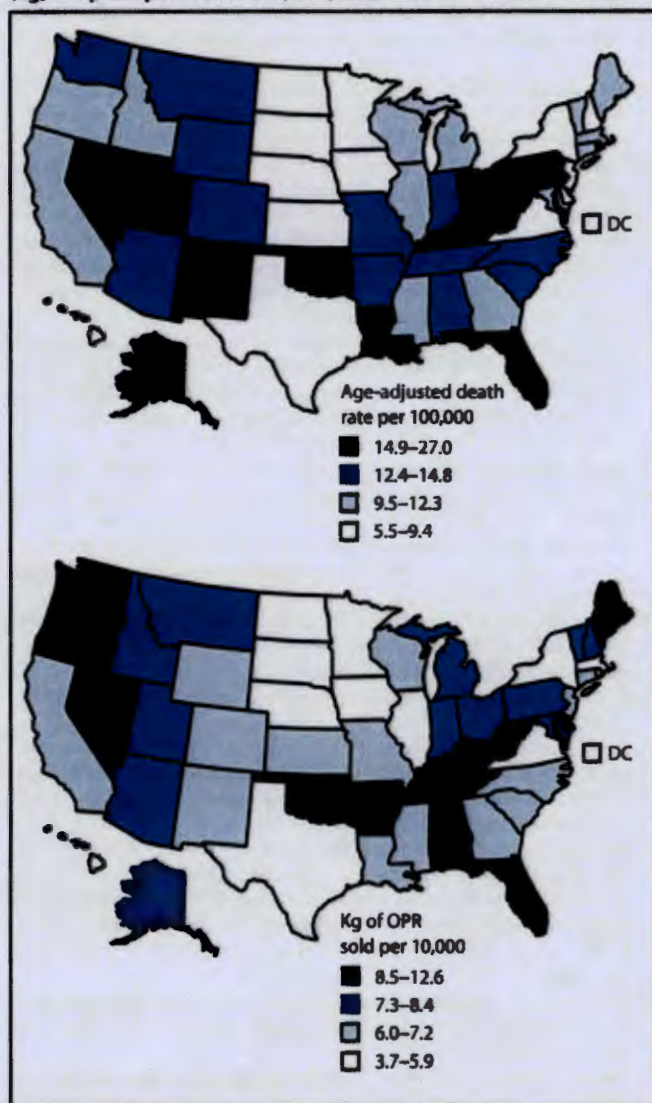 DC
Age-adjusted death
rate per 100,000
14.9–27.0
12.4–14.8
9.5–12.3
5.5–9.4
DC
Kg of OPR
sold per 10,000
8.5–12.6
7.3–8.4
6.0–7.2
3.7–5.9